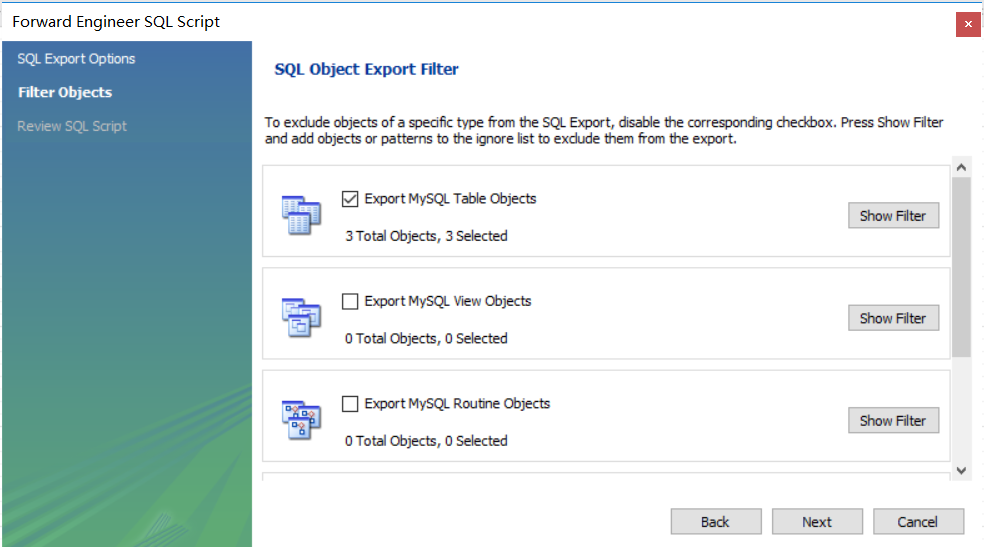 Forward Engineer SQL Script
SQL Export Options
Filter Objects
Review SQL Script
SQL Object Export Filter
To exclude objects of a specific type from the SQL Export, disable the corresponding checkbox. Press Show Filter
and add objects or patterns to the ignore list to exclude them from the export.
Export MySQL Table Objects
3 Total Objects, 3 Selected
Show Filter
Export MySQL View Objects
0 Total Objects, 0 Selected
Show Filter
Export MySQL Routine Objects
0 Total Objects, 0 Selected
Show Filter
Back
Next
Cancel